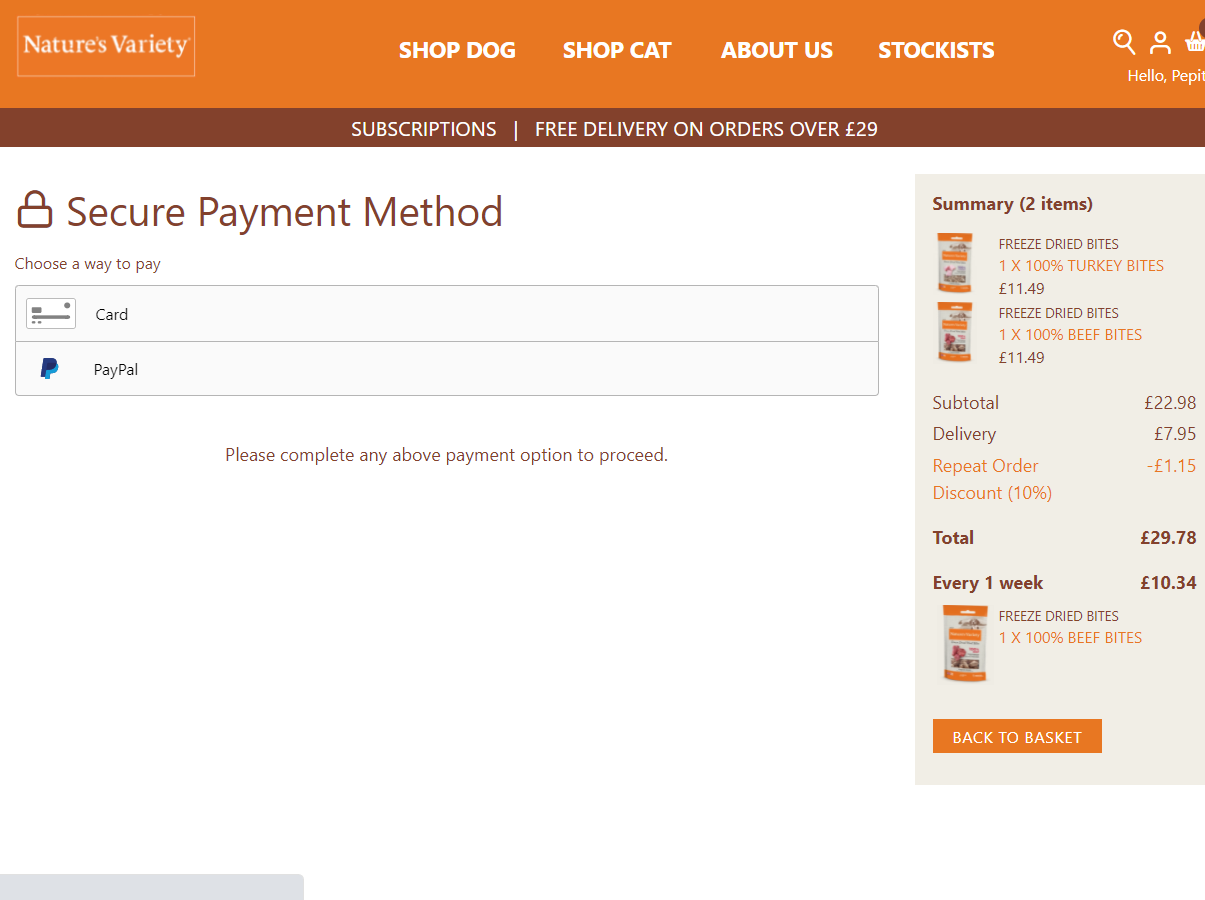 Nature's Variety
SHOP DOG
SHOP CAT
ABOUT US
STOCKISTS
Hello, Pepit
SUBSCRIPTIONS | FREE DELIVERY ON ORDERS OVER £29
Secure Payment Method
Choose a way to pay
Card
PayPal
Please complete any above payment option to proceed.
Summary (2 items)
FREEZE DRIED BITES
1 X 100% TURKEY BITES
£11.49
FREEZE DRIED BITES
1 X 100% BEEF BITES
£11.49
Subtotal £22.98
Delivery £7.95
Repeat Order -£1.15
Discount (10%)
Total £29.78
Every 1 week £10.34
FREEZE DRIED BITES
1 X 100% BEEF BITES
BACK TO BASKET